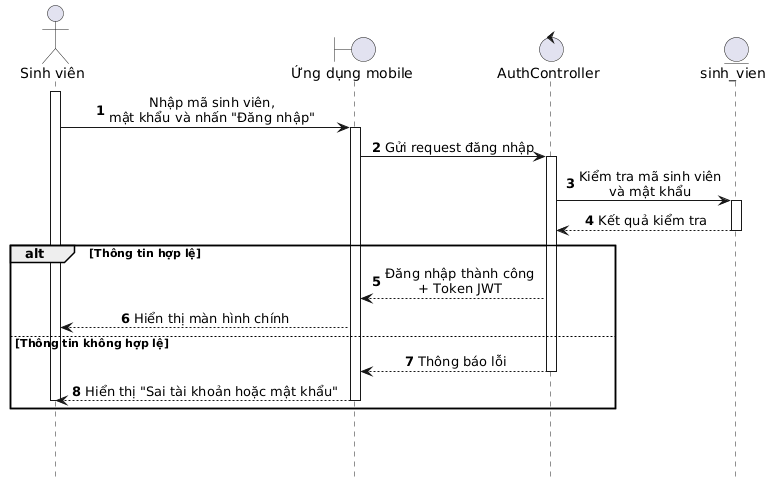 Sinh viên
Ứng dụng mobile
AuthController
sinh_vien
1 Nhập mã sinh viên,
mật khẩu và nhấn "Đăng nhập"
2 Gửi request đăng nhập
3 Kiểm tra mã sinh viên
và mật khẩu
4 Kết quả kiểm tra
alt [Thông tin hợp lệ]
5 Đăng nhập thành công
+ Token JWT
6 Hiển thị màn hình chính
[Thông tin không hợp lệ]
7 Thông báo lỗi
8 Hiển thị "Sai tài khoản hoặc mật khẩu"